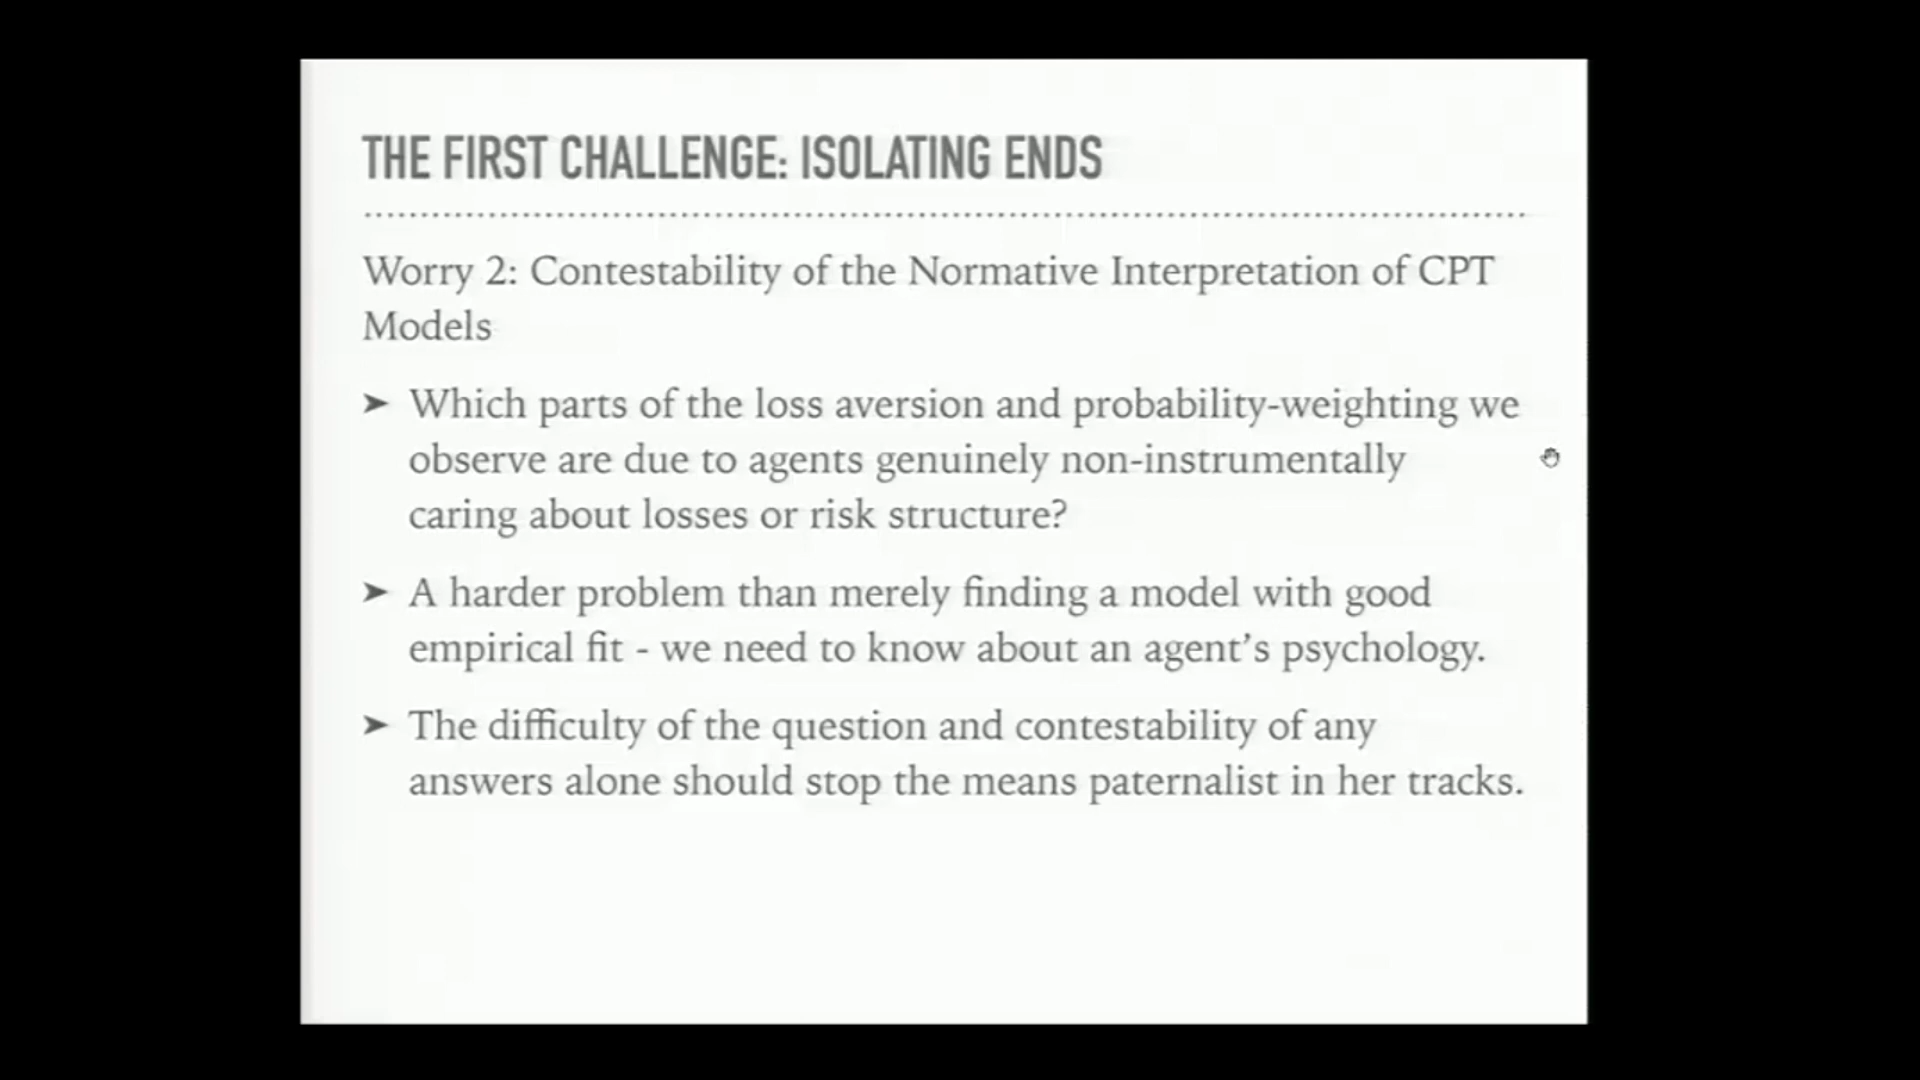 THE FIRST CHALLENGE: ISOLATING ENDS
Worry 2: Contestability of the Normative Interpretation of CPT
Models
➤ Which parts of the loss aversion and probability-weighting we
observe are due to agents genuinely non-instrumentally
caring about losses or risk structure?
➤ A harder problem than merely finding a model with good
empirical fit - we need to know about an agent’s psychology.
➤ The difficulty of the question and contestability of any
answers alone should stop the means paternalist in her tracks.